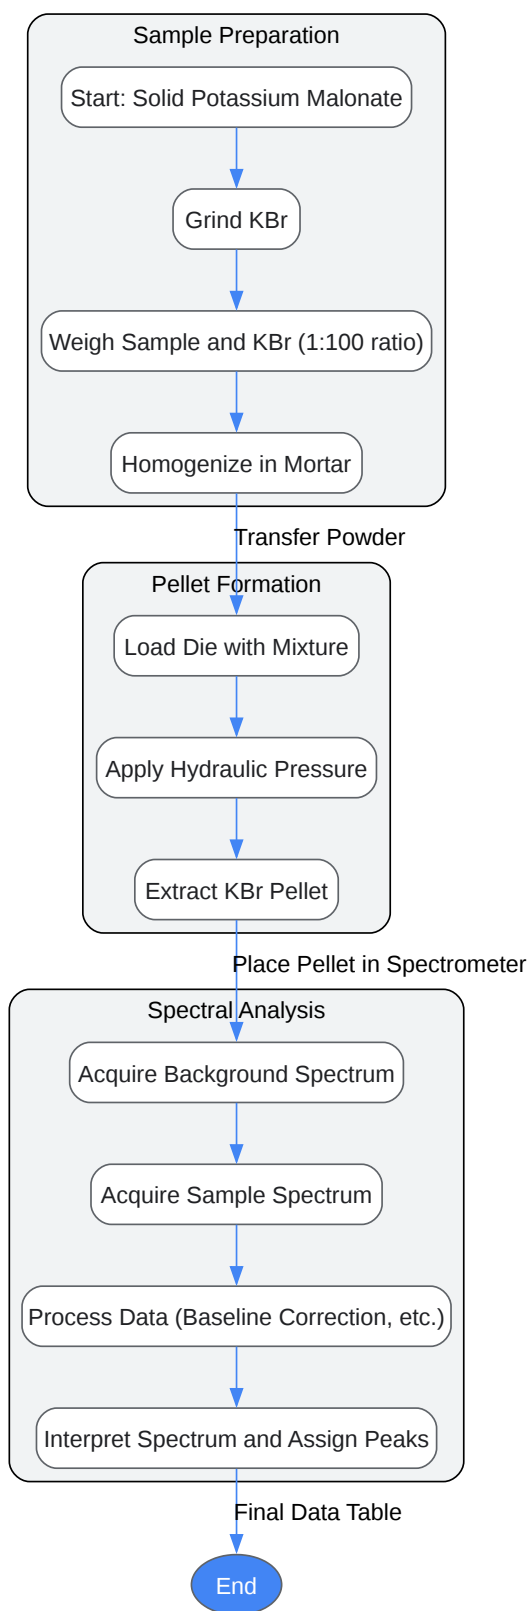 Sample Preparation
Start: Solid Potassium Malonate
Grind KBr
Weigh Sample and KBr (1:100 ratio)
Homogenize in Mortar
Transfer Powder
Pellet Formation
Load Die with Mixture
Apply Hydraulic Pressure
Extract KBr Pellet
Place Pellet in Spectrometer
Spectral Analysis
Acquire Background Spectrum
Acquire Sample Spectrum
Process Data (Baseline Correction, etc.)
Interpret Spectrum and Assign Peaks
Final Data Table
End